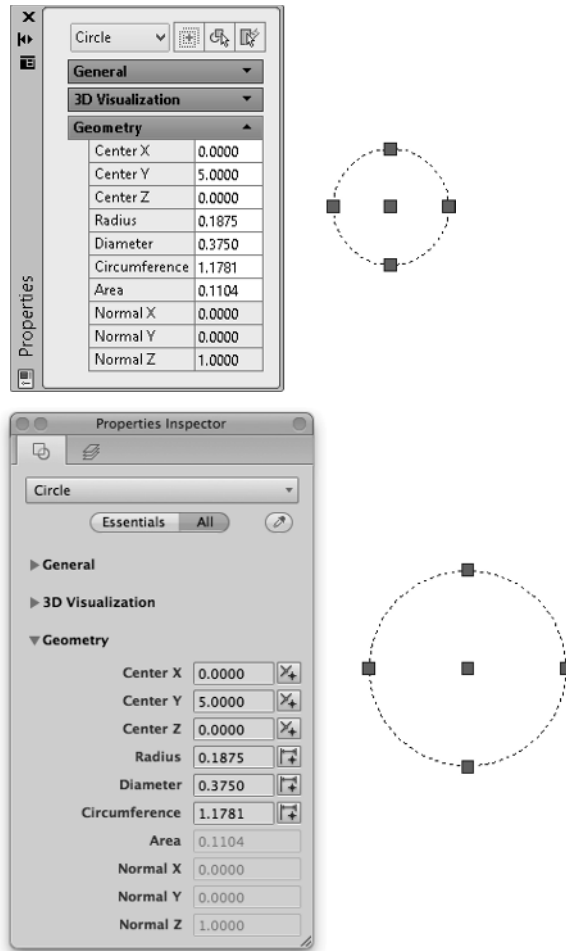 Circle
General
3D Visualization
Geometry
Center X 0.0000
Center Y 5.0000
Center Z 0.0000
Radius 0.1875
Diameter 0.3750
Circumference 1.1781
Area 0.1104
Normal X 0.0000
Normal Y 0.0000
Normal Z 1.0000
Properties
Properties Inspector
Circle
Essentials All
General
3D Visualization
Geometry
Center X 0.0000
Center Y 5.0000
Center Z 0.0000
Radius 0.1875
Diameter 0.3750
Circumference 1.1781
Area 0.1104
Normal X 0.0000
Normal Y 0.0000
Normal Z 1.0000